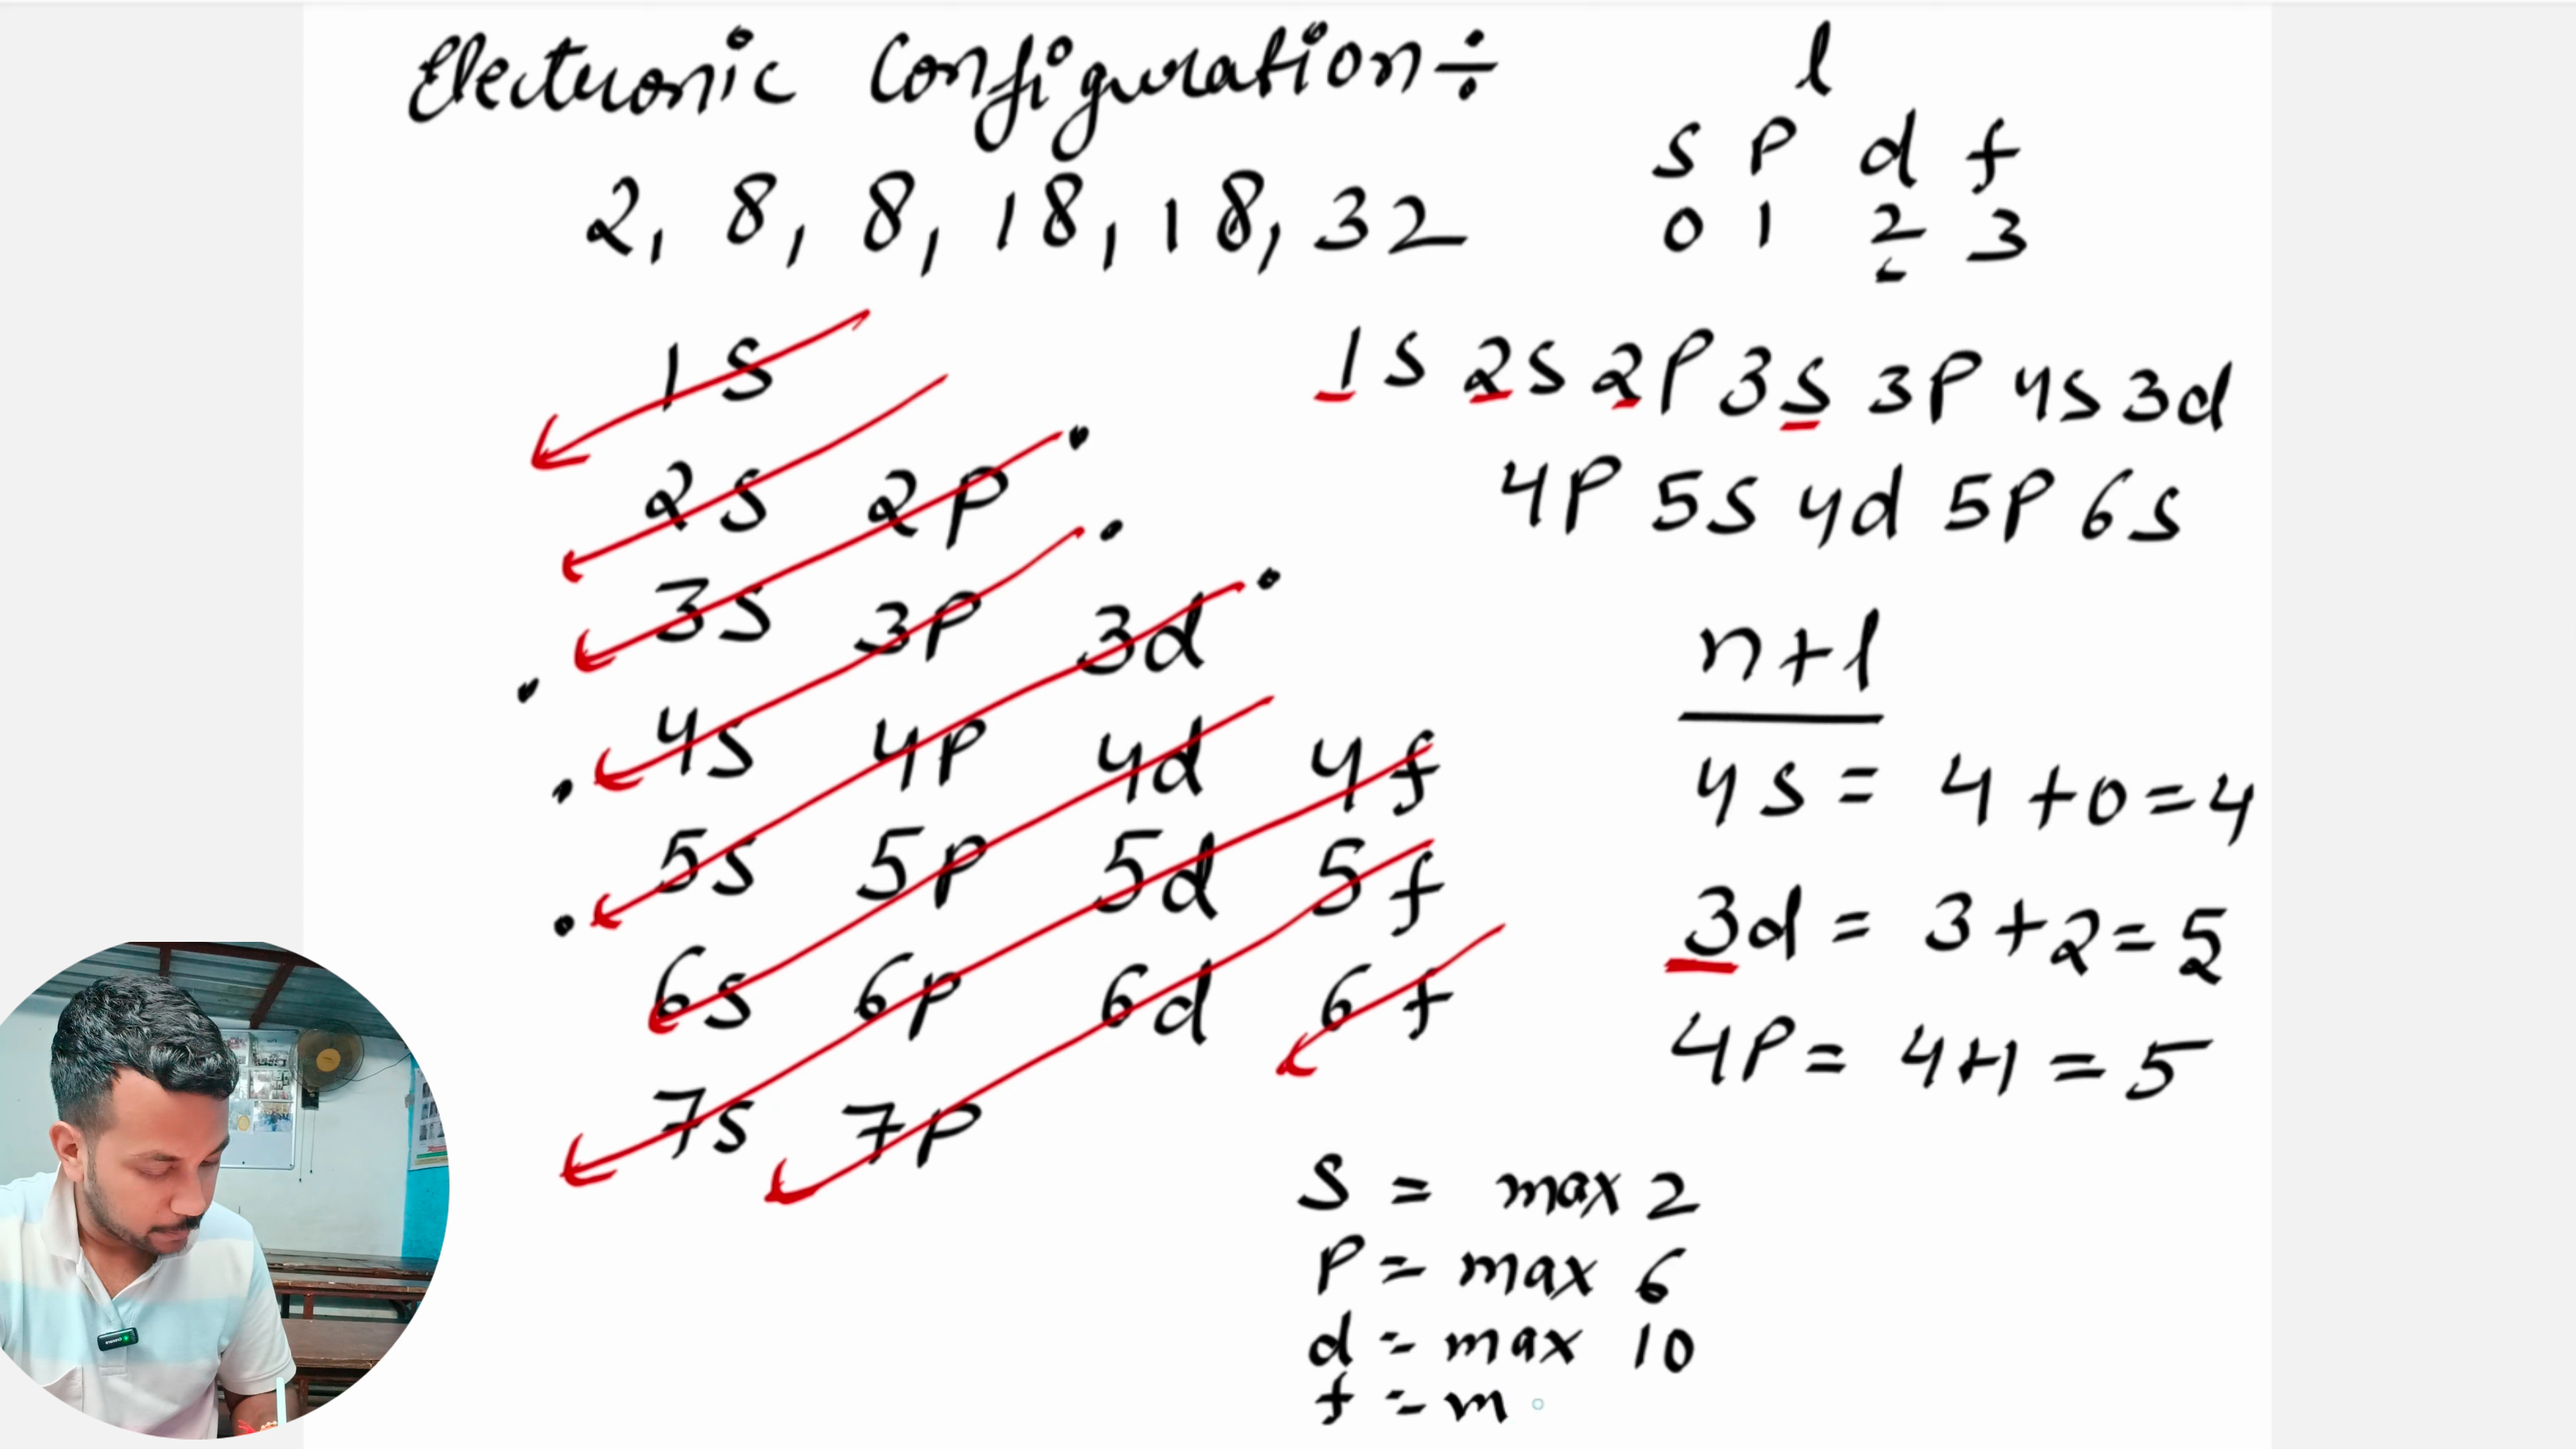 Electronic Configuration÷
2, 8, 8, 18, 18, 32
l
s p d f
0 1 2 3
1s
2s 2p
3s 3p 3d
4s 4p 4d 4f
5s 5p 5d 5f
6s 6p 6d 6f
7s 7p
1s 2s 2p 3s 3p 4s 3d
4p 5s 4d 5p 6s
n+l
4s = 4+0=4
3d = 3+2=5
4p = 4+1=5
s = max 2
p = max 6
d = max 10
f = m